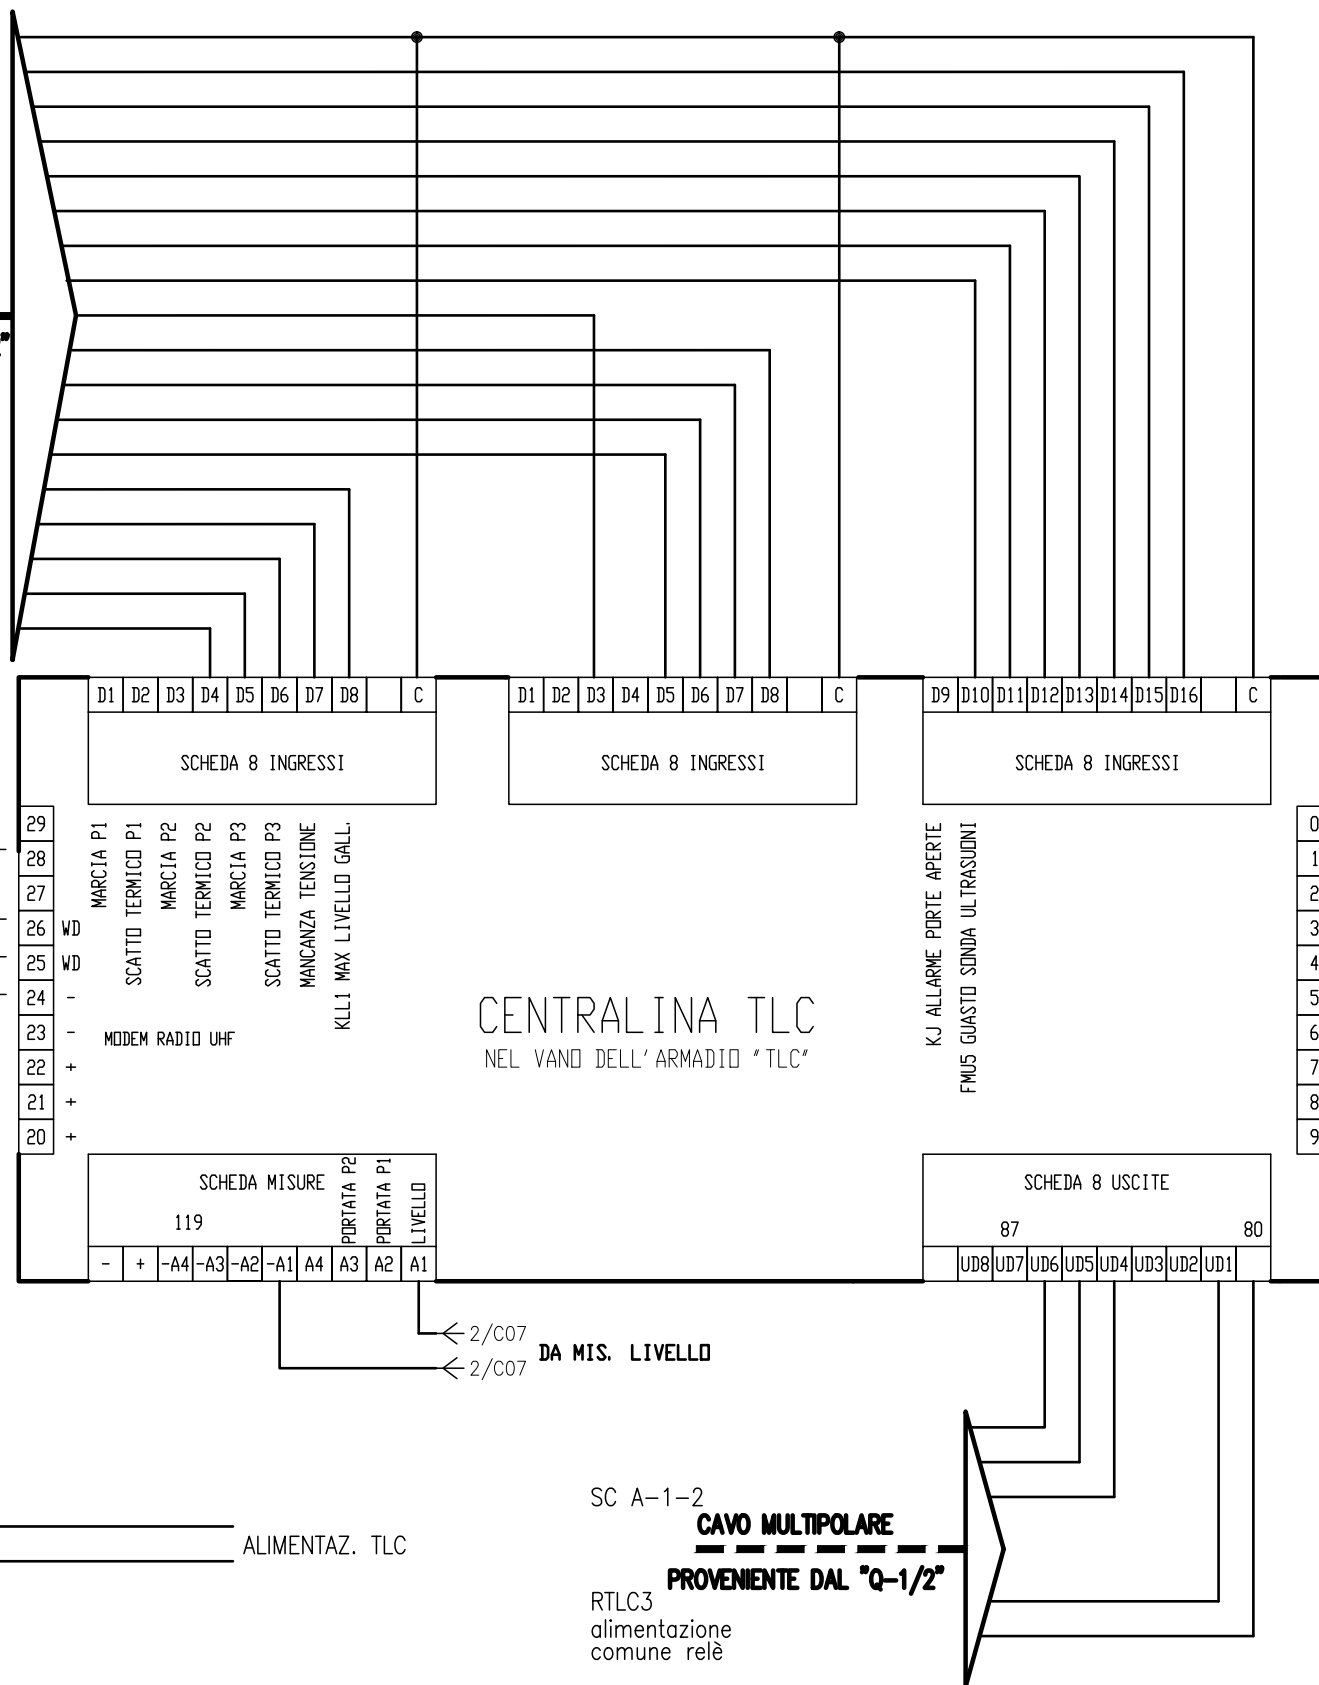 "
D1 D2 D3 D4 D5 D6 D7 D8 C
D1 D2 D3 D4 D5 D6 D7 D8 C
D9 D10 D11 D12 D13 D14 D15 D16 C
SCHEDA 8 INGRESSI
SCHEDA 8 INGRESSI
SCHEDA 8 INGRESSI
29
28
27
26 WD
25 WD
24 -
23 -
22 +
21 +
20 +
MARCIA P1
SCATTO TERMICO P1
MARCIA P2
SCATTO TERMICO P2
MARCIA P3
SCATTO TERMICO P3
MANCANZA TENSIONE
KLL1 MAX LIVELLO GALL.
MODEM RADIO UHF
CENTRALINA TLC
NEL VANO DELL'ARMADIO "TLC"
KJ ALLARME PORTE APERTE
FMU5 GUASTO SONDA ULTRASUONI
0
1
2
3
4
5
6
7
8
9
SCHEDA MISURE
119
PORTATA P2
PORTATA P1
LIVELLO
- + -A4 -A3 -A2 -A1 A4 A3 A2 A1
SCHEDA 8 USCITE
87 80
UD8 UD7 UD6 UD5 UD4 UD3 UD2 UD1
2/C07
DA MIS. LIVELLO
2/C07
SC A-1-2
CAVO MULTIPOLARE
PROVENIENTE DAL "Q-1/2"
ALIMENTAZ. TLC
RTLC3
alimentazione
comune relè